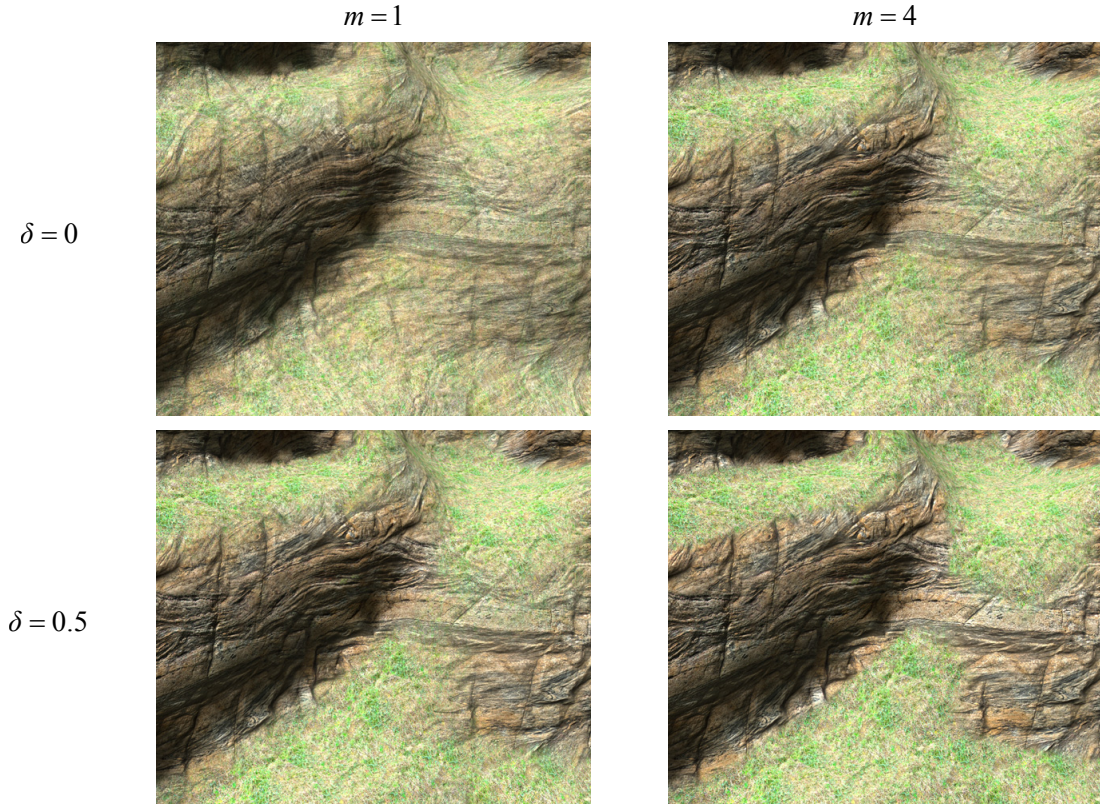 m = 1 m = 4
δ = 0
δ = 0.5